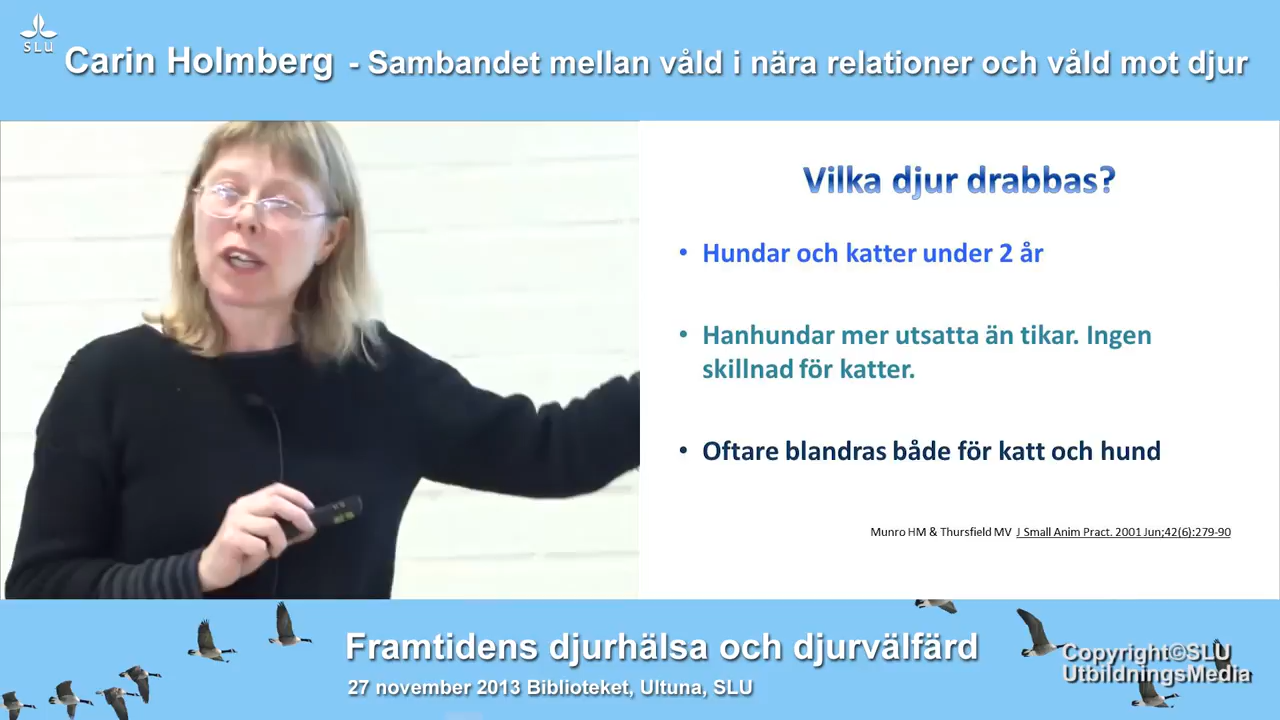 SLU
Carin Holmberg - Sambandet mellan våld i nära relationer och våld mot djur
Vilka djur drabbas?
• Hundar och katter under 2 år
• Hanhundar mer utsatta än tikar. Ingen
skillnad för katter.
• Oftare blandras både för katt och hund
Munro HM & Thursfield MV J Small Anim Pract. 2001 Jun;42(6):279-90
Framtidens djurhälsa och djurvälfärd
27 november 2013 Biblioteket, Ultuna, SLU
Copyright©SLU
UtbildningsMedia